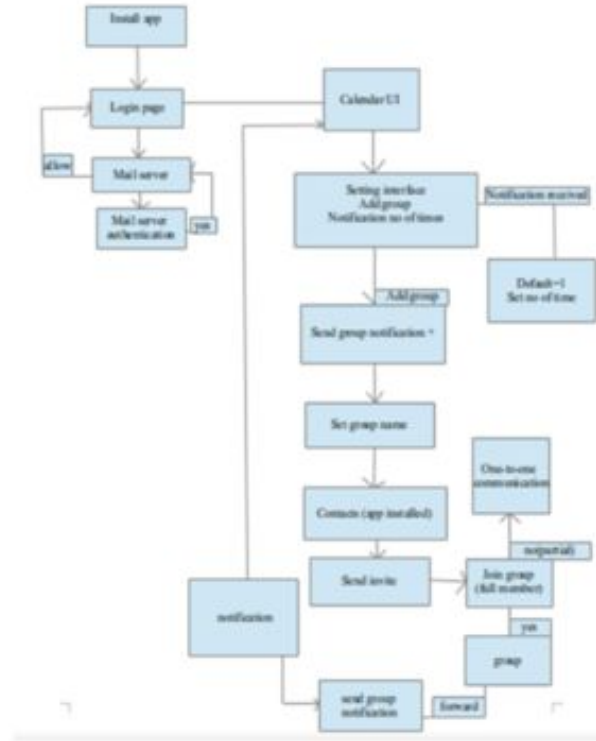 Install app
Login page
Calendar UI
allow
Mail server
Mail server
authentication
yes
Setting interface
Add group
Notification no of times
Notification received
Default=1
Set no of time
Add group
Send group notification +
Set group name
One-to-one
communication
Contacts (app installed)
no(partial)
Send invite
Join group
(full member)
notification
yes
group
send group
notification
forward